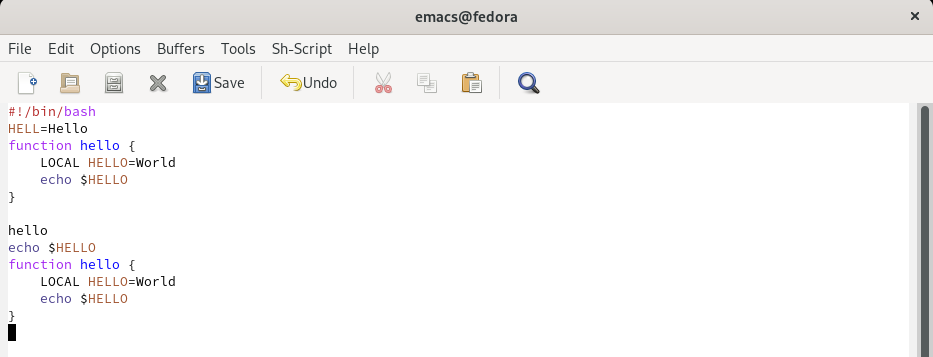 emacs@fedora
File Edit Options Buffers Tools Sh-Script Help
Save Undo
#!/bin/bash
HELL=Hello
function hello {
    LOCAL HELLO=World
    echo $HELLO
}

hello
echo $HELLO
function hello {
    LOCAL HELLO=World
    echo $HELLO
}